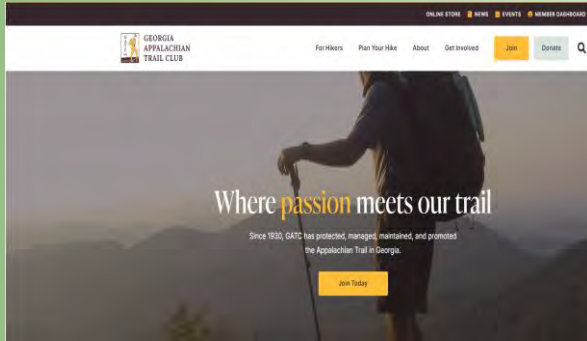 ONLINE STORE NEWS EVENTS MEMBER DASHBOARD
GEORGIA
APPALACHIAN
TRAIL CLUB
For Hikers Plan Your Hike About Get Involved Join Donate
Where passion meets our trail
Since 1930, GATC has protected, managed, maintained, and promoted
the Appalachian Trail in Georgia.
Join Today